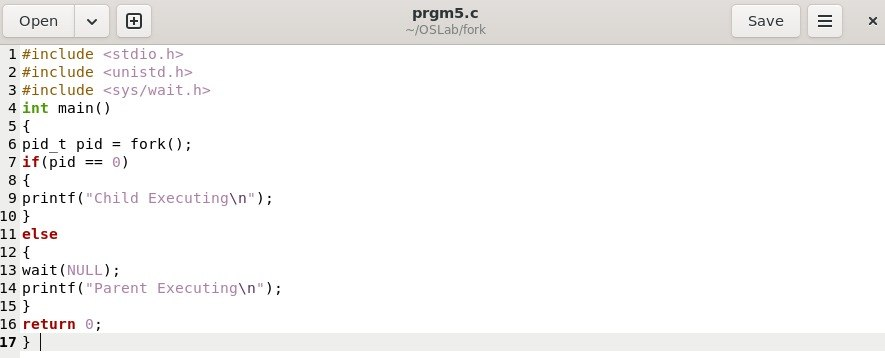 Open
prgm5.c
~/OSLab/fork
Save
1 #include <stdio.h>
2 #include <unistd.h>
3 #include <sys/wait.h>
4 int main()
5 {
6 pid_t pid = fork();
7 if(pid == 0)
8 {
9 printf("Child Executing\n");
10 }
11 else
12 {
13 wait(NULL);
14 printf("Parent Executing\n");
15 }
16 return 0;
17 }